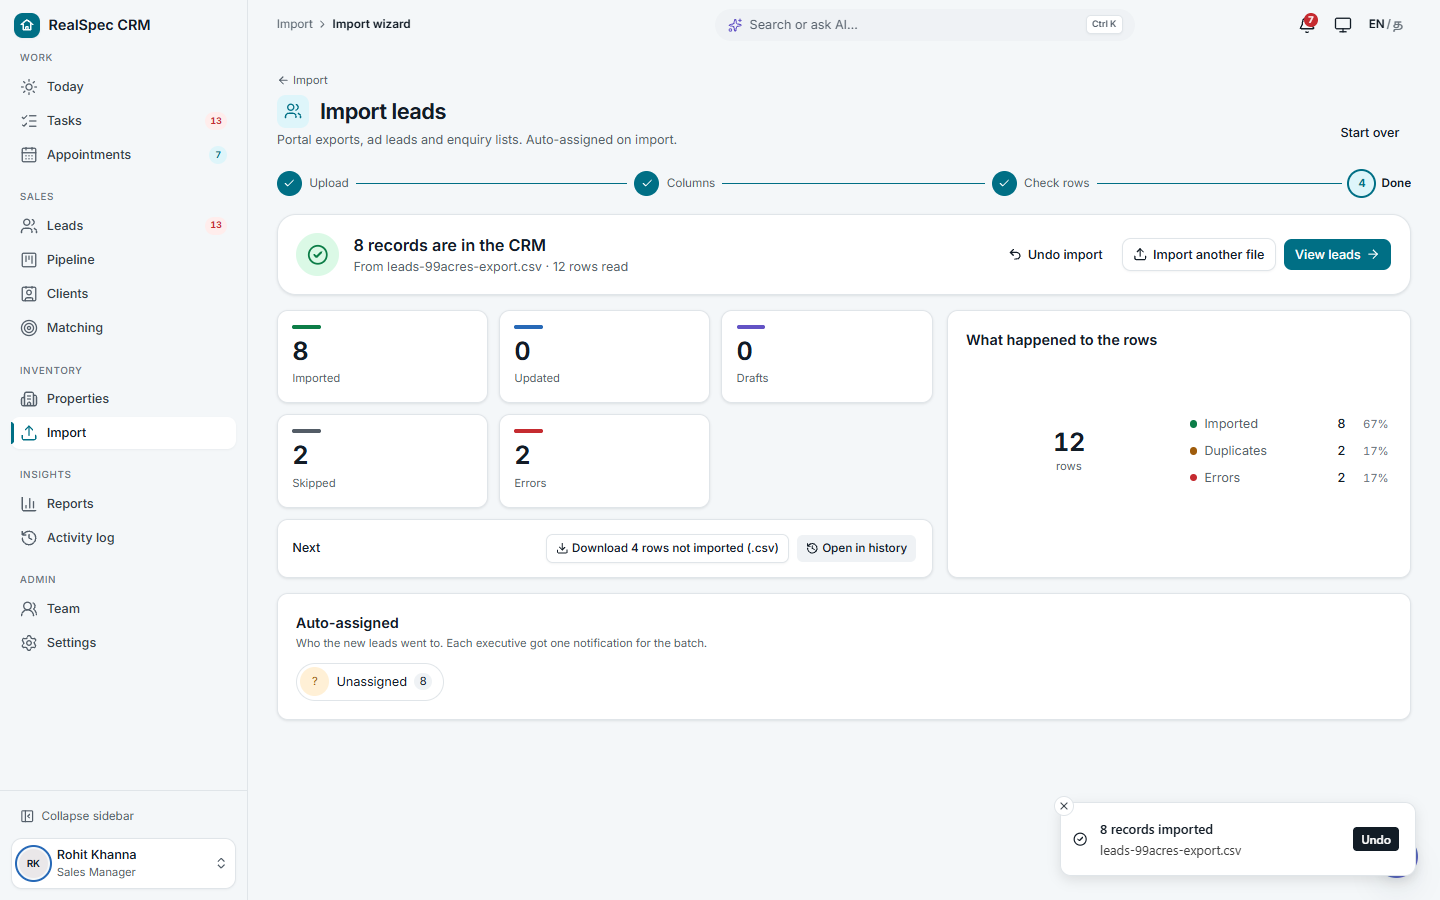 RealSpec CRM
WORK
Today
Tasks 13
Appointments 7
SALES
Leads 13
Pipeline
Clients
Matching
INVENTORY
Properties
Import
INSIGHTS
Reports
Activity log
ADMIN
Team
Settings
Collapse sidebar
RK
Rohit Khanna
Sales Manager
Import > Import wizard
Search or ask AI... Ctrl K
7
EN / த
← Import
Import leads
Portal exports, ad leads and enquiry lists. Auto-assigned on import.
Start over
Upload
Columns
Check rows
4 Done
8 records are in the CRM
From leads-99acres-export.csv · 12 rows read
Undo import
Import another file
View leads →
8
Imported
0
Updated
0
Drafts
2
Skipped
2
Errors
Next
Download 4 rows not imported (.csv)
Open in history
What happened to the rows
12
rows
Imported 8 67%
Duplicates 2 17%
Errors 2 17%
Auto-assigned
Who the new leads went to. Each executive got one notification for the batch.
? Unassigned 8
8 records imported
leads-99acres-export.csv
Undo